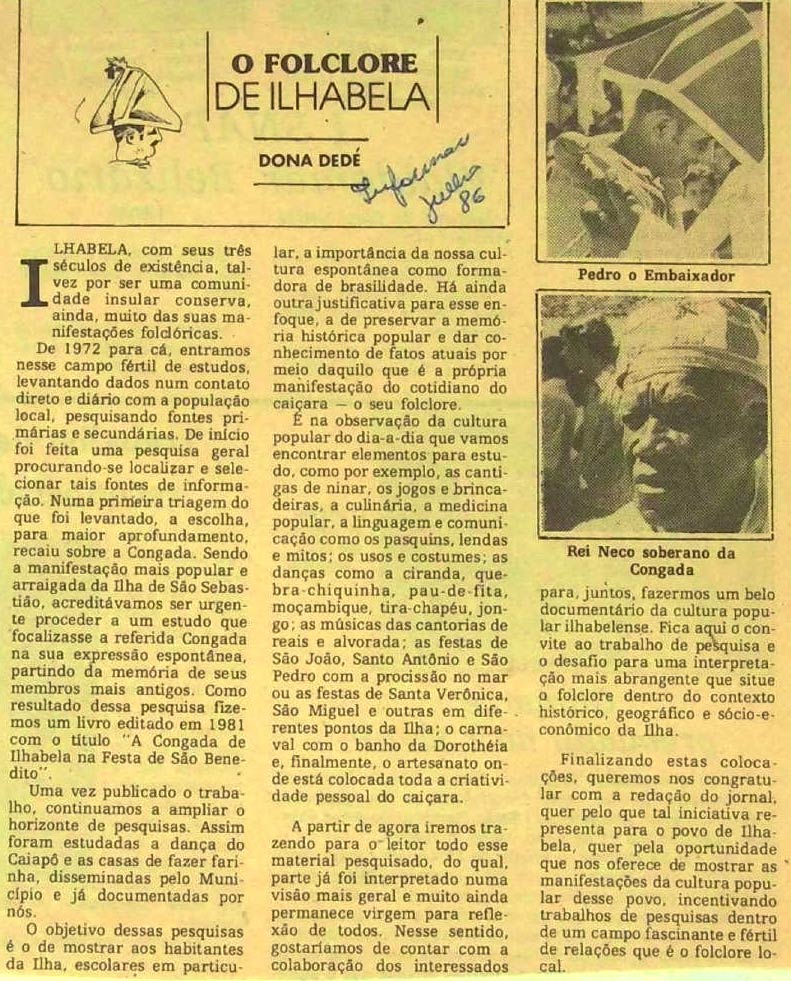 O FOLCLORE
DE ILHABELA
DONA DEDÉ
Informar
julho
86
ILHABELA, com seus três
séculos de existência, tal-
vez por ser uma comuni-
dade insular conserva,
ainda, muito das suas ma-
nifestações folclóricas.
De 1972 para cá, entramos
nesse campo fértil de estudos,
levantando dados num contato
direto e diário com a população
local, pesquisando fontes pri-
márias e secundárias. De início
foi feita uma pesquisa geral
procurando-se localizar e sele-
cionar tais fontes de informa-
ção. Numa primeira triagem do
que foi levantado, a escolha,
para maior aprofundamento,
recaiu sobre a Congada. Sendo
a manifestação mais popular e
arraigada da Ilha de São Sebas-
tião, acreditávamos ser urgen-
te proceder a um estudo que
focalizasse a referida Congada
na sua expressão espontânea,
partindo da memória de seus
membros mais antigos. Como
resultado dessa pesquisa fize-
mos um livro editado em 1981
com o título "A Congada de
Ilhabela na Festa de São Bene-
dito".
Uma vez publicado o traba-
lho, continuamos a ampliar o
horizonte de pesquisas. Assim
foram estudadas a dança do
Caiapô e as casas de fazer fari-
nha, disseminadas pelo Muni-
cípio e já documentadas por
nós.
O objetivo dessas pesquisas
é o de mostrar aos habitantes
da Ilha, escolares em particu-
lar, a importância da nossa cul-
tura espontânea como forma-
dora de brasilidade. Há ainda
outra justificativa para esse en-
foque, a de preservar a memó-
ria histórica popular e dar co-
nhecimento de fatos atuais por
meio daquilo que é a própria
manifestação do cotidiano do
caiçara — o seu folclore.
É na observação da cultura
popular do dia-a-dia que vamos
encontrar elementos para estu-
do, como por exemplo, as canti-
gas de ninar, os jogos e brinca-
deiras, a culinária, a medicina
popular, a linguagem e comuni-
cação como os pasquins, lendas
e mitos; os usos e costumes; as
danças como a ciranda, que-
bra-chiquinha, pau-de-fita,
moçambique, tira-chapéu, jon-
go; as músicas das cantorias de
reais e alvorada; as festas de
São João, Santo Antônio e São
Pedro com a procissão no mar
ou as festas de Santa Verônica,
São Miguel e outras em dife-
rentes pontos da Ilha; o carna-
val com o banho da Dorothéia
e, finalmente, o artesanato on-
de está colocada toda a criativi-
dade pessoal do caiçara.
A partir de agora iremos tra-
zendo para o leitor todo esse
material pesquisado, do qual,
parte já foi interpretado numa
visão mais geral e muito ainda
permanece virgem para refle-
xão de todos. Nesse sentido,
gostaríamos de contar com a
colaboração dos interessados
Pedro o Embaixador
Rei Neco soberano da
Congada
para, juntos, fazermos um belo
documentário da cultura popu-
lar ilhabelense. Fica aqui o con-
vite ao trabalho de pesquisa e
o desafio para uma interpreta-
ção mais abrangente que situe
o folclore dentro do contexto
histórico, geográfico e sócio-e-
conômico da Ilha.
Finalizando estas coloca-
ções, queremos nos congratu-
lar com a redação do jornal,
quer pelo que tal iniciativa re-
presenta para o povo de Ilha-
bela, quer pela oportunidade
que nos oferece de mostrar as
manifestações da cultura popu-
lar desse povo, incentivando
trabalhos de pesquisas dentro
de um campo fascinante e fértil
de relações que é o folclore lo-
cal.